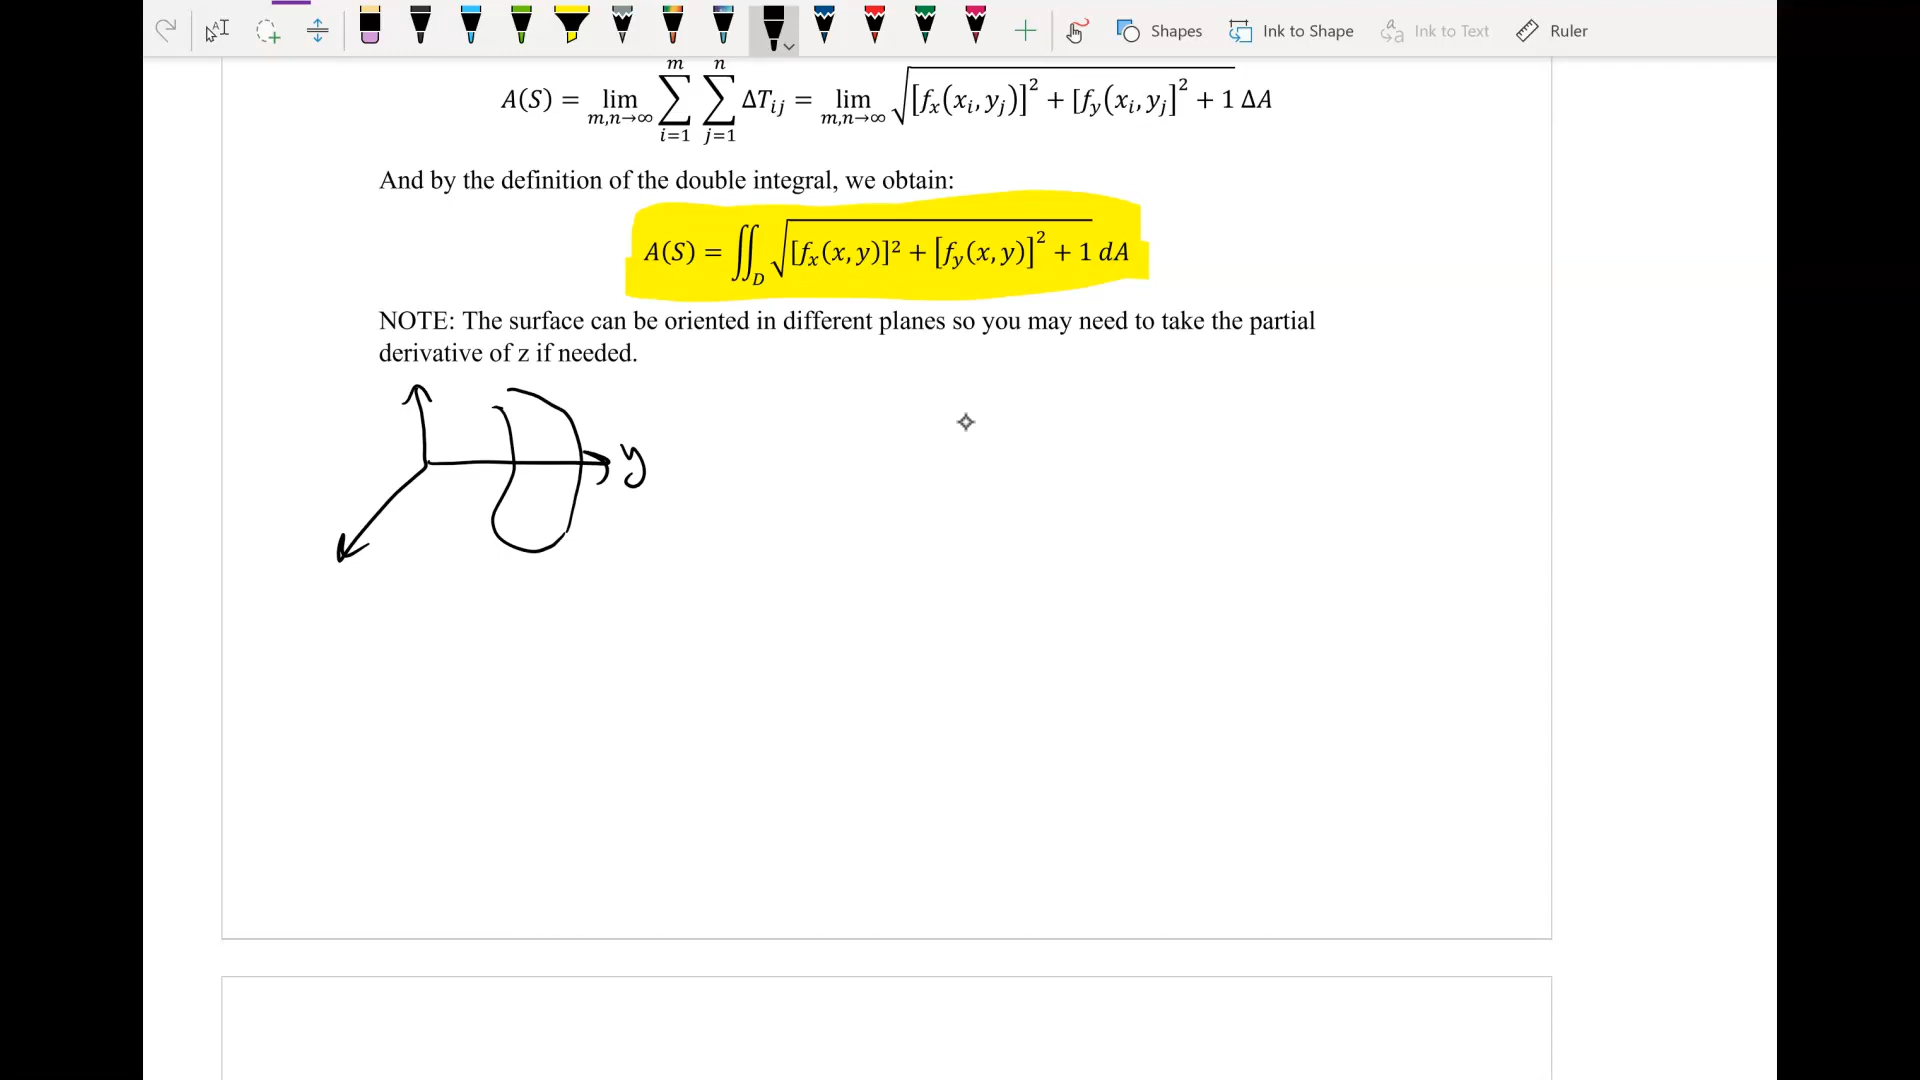 Shapes Ink to Shape Ink to Text Ruler
A(S) = lim_{m,n→∞} ∑_{i=1}^{m} ∑_{j=1}^{n} ΔT_{ij} = lim_{m,n→∞} √([f_x(x_i, y_j)]^2 + [f_y(x_i, y_j]^2 + 1) ΔA
And by the definition of the double integral, we obtain:
A(S) = ∬_D √([f_x(x, y)]² + [f_y(x, y)]^2 + 1) dA
NOTE: The surface can be oriented in different planes so you may need to take the partial
derivative of z if needed.
y